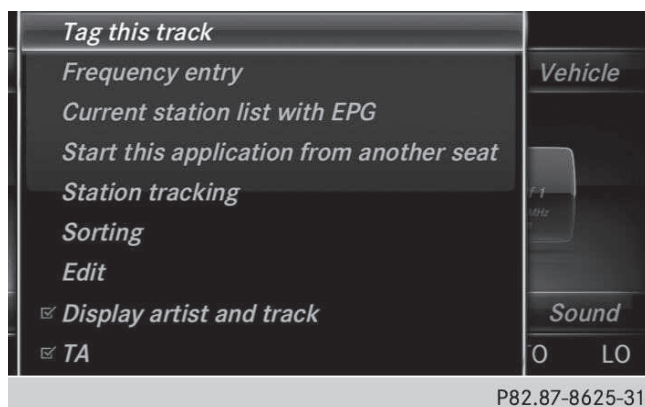 Tag this track
Frequency entry
Vehicle
Current station list with EPG
Start this application from another seat
Station tracking
MHz
Sorting
Edit
Display artist and track
Sound
TA
LO
P82.87-8625-31